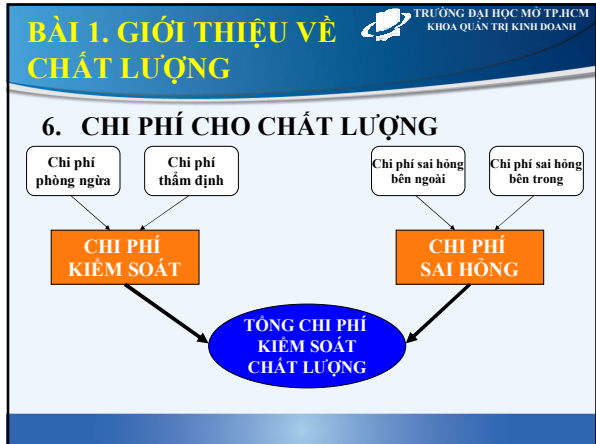 BÀI 1. GIỚI THIỆU VỀ
CHẤT LƯỢNG
TRƯỜNG ĐẠI HỌC MỞ TP.HCM
KHOA QUẢN TRỊ KINH DOANH
6. CHI PHÍ CHO CHẤT LƯỢNG
Chi phí
phòng ngừa
Chi phí
thẩm định
Chi phí sai hỏng
bên ngoài
Chi phí sai hỏng
bên trong
CHI PHÍ
KIỂM SOÁT
CHI PHÍ
SAI HỎNG
TỔNG CHI PHÍ
KIỂM SOÁT
CHẤT LƯỢNG